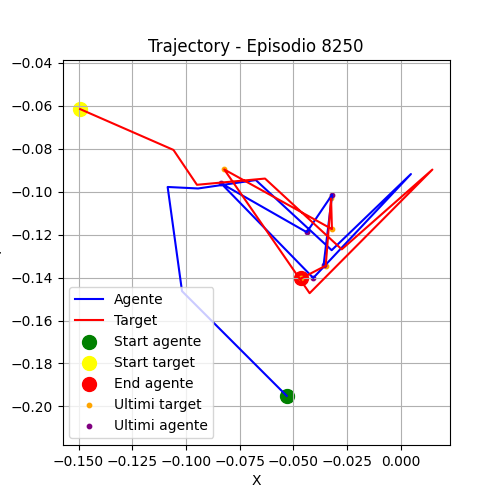 Trajectory - Episodio 8250
−0.04
−0.06
−0.08
−0.10
−0.12
−0.14
−0.16
−0.18
−0.20
Agente
Target
Start agente
Start target
End agente
Ultimi target
Ultimi agente
−0.150 −0.125 −0.100 −0.075 −0.050 −0.025 0.000
X